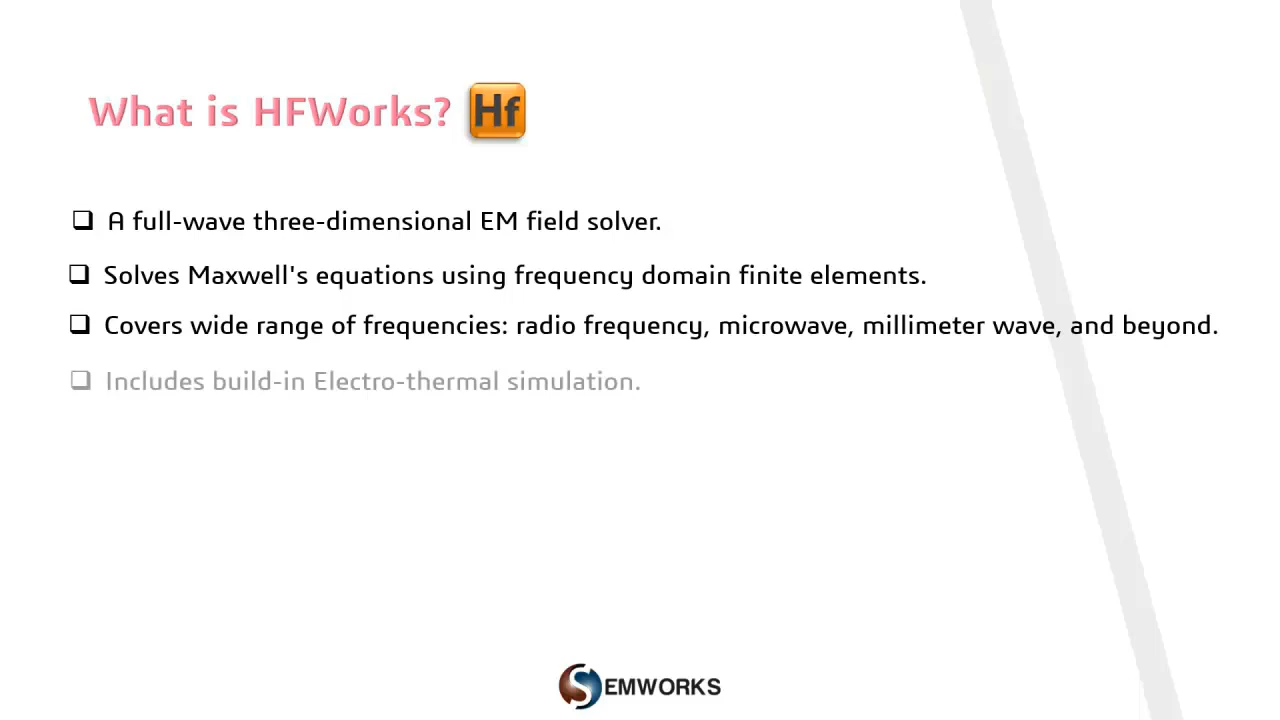 What is HFWorks? Hf
A full-wave three-dimensional EM field solver.
Solves Maxwell's equations using frequency domain finite elements.
Covers wide range of frequencies: radio frequency, microwave, millimeter wave, and beyond.
Includes build-in Electro-thermal simulation.
EMWORKS